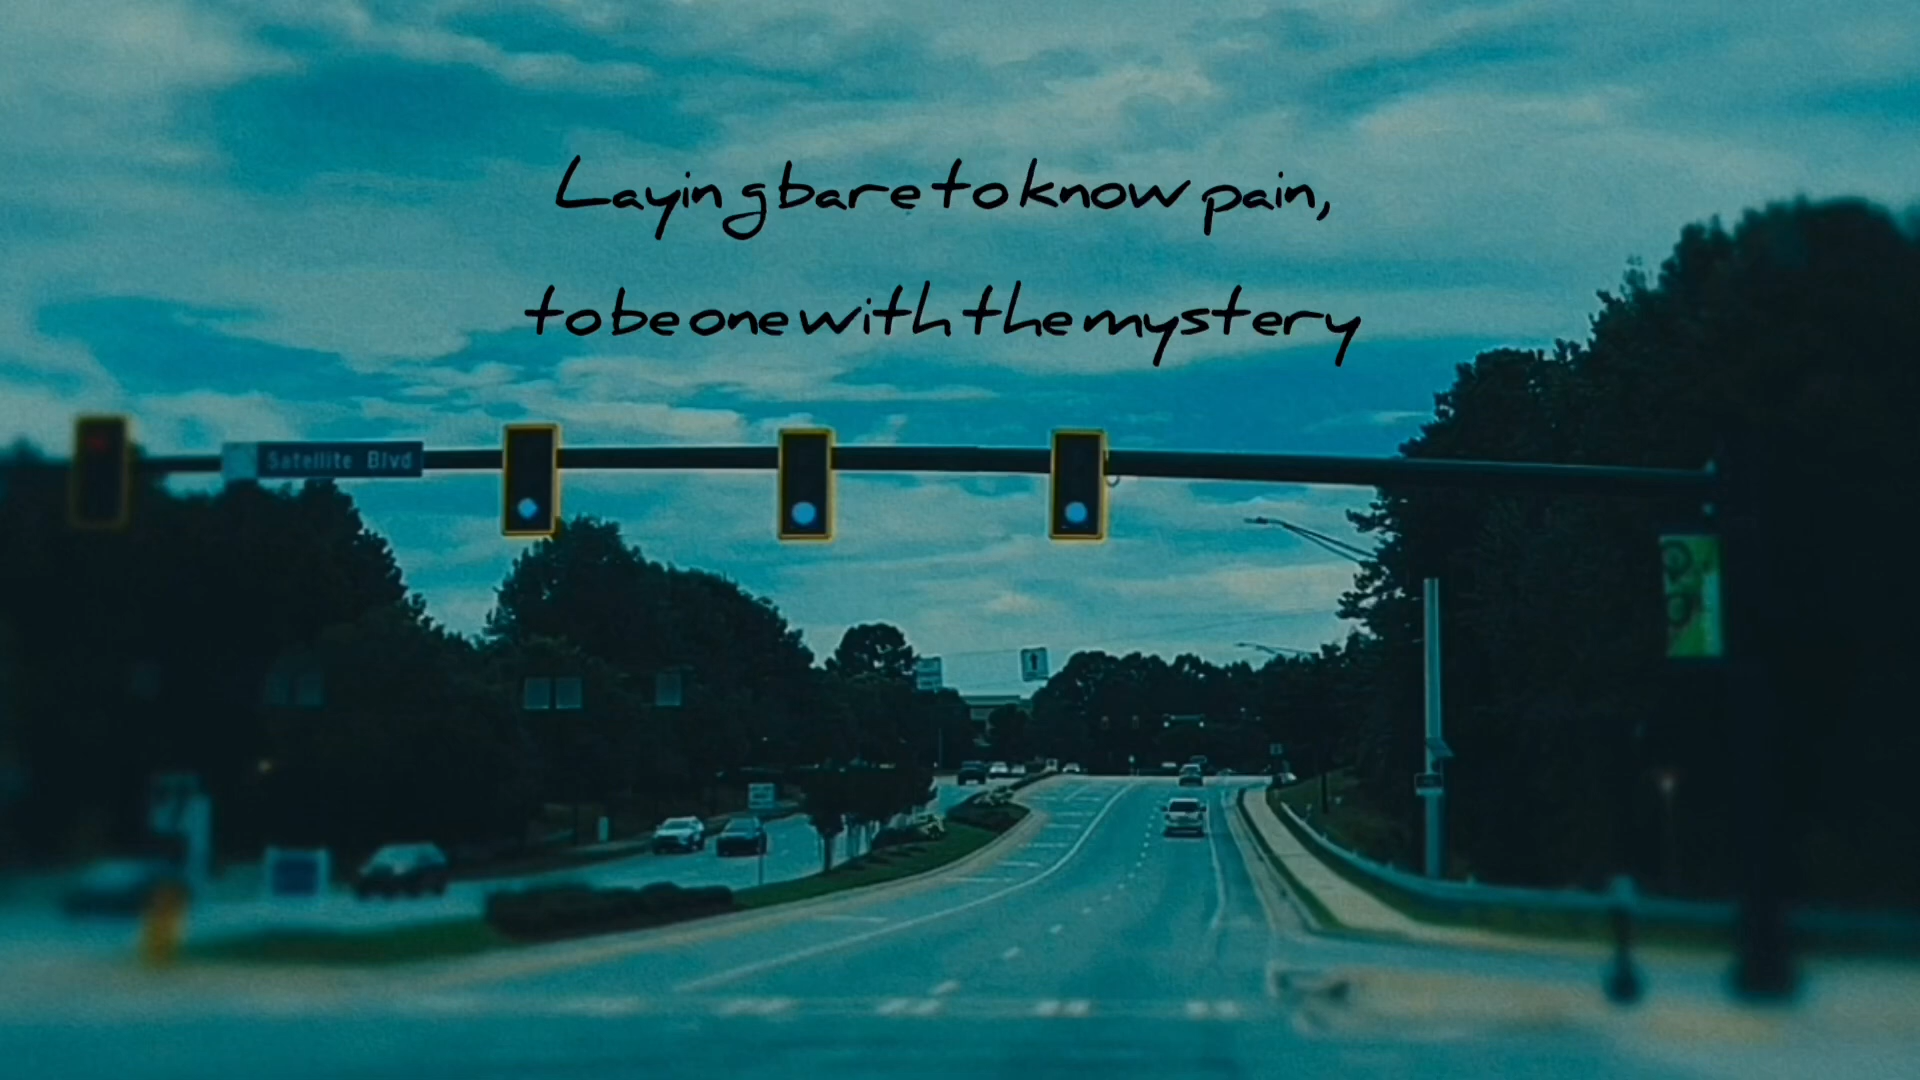 Laying bare to know pain,
to be one with the mystery
Satellite Blvd